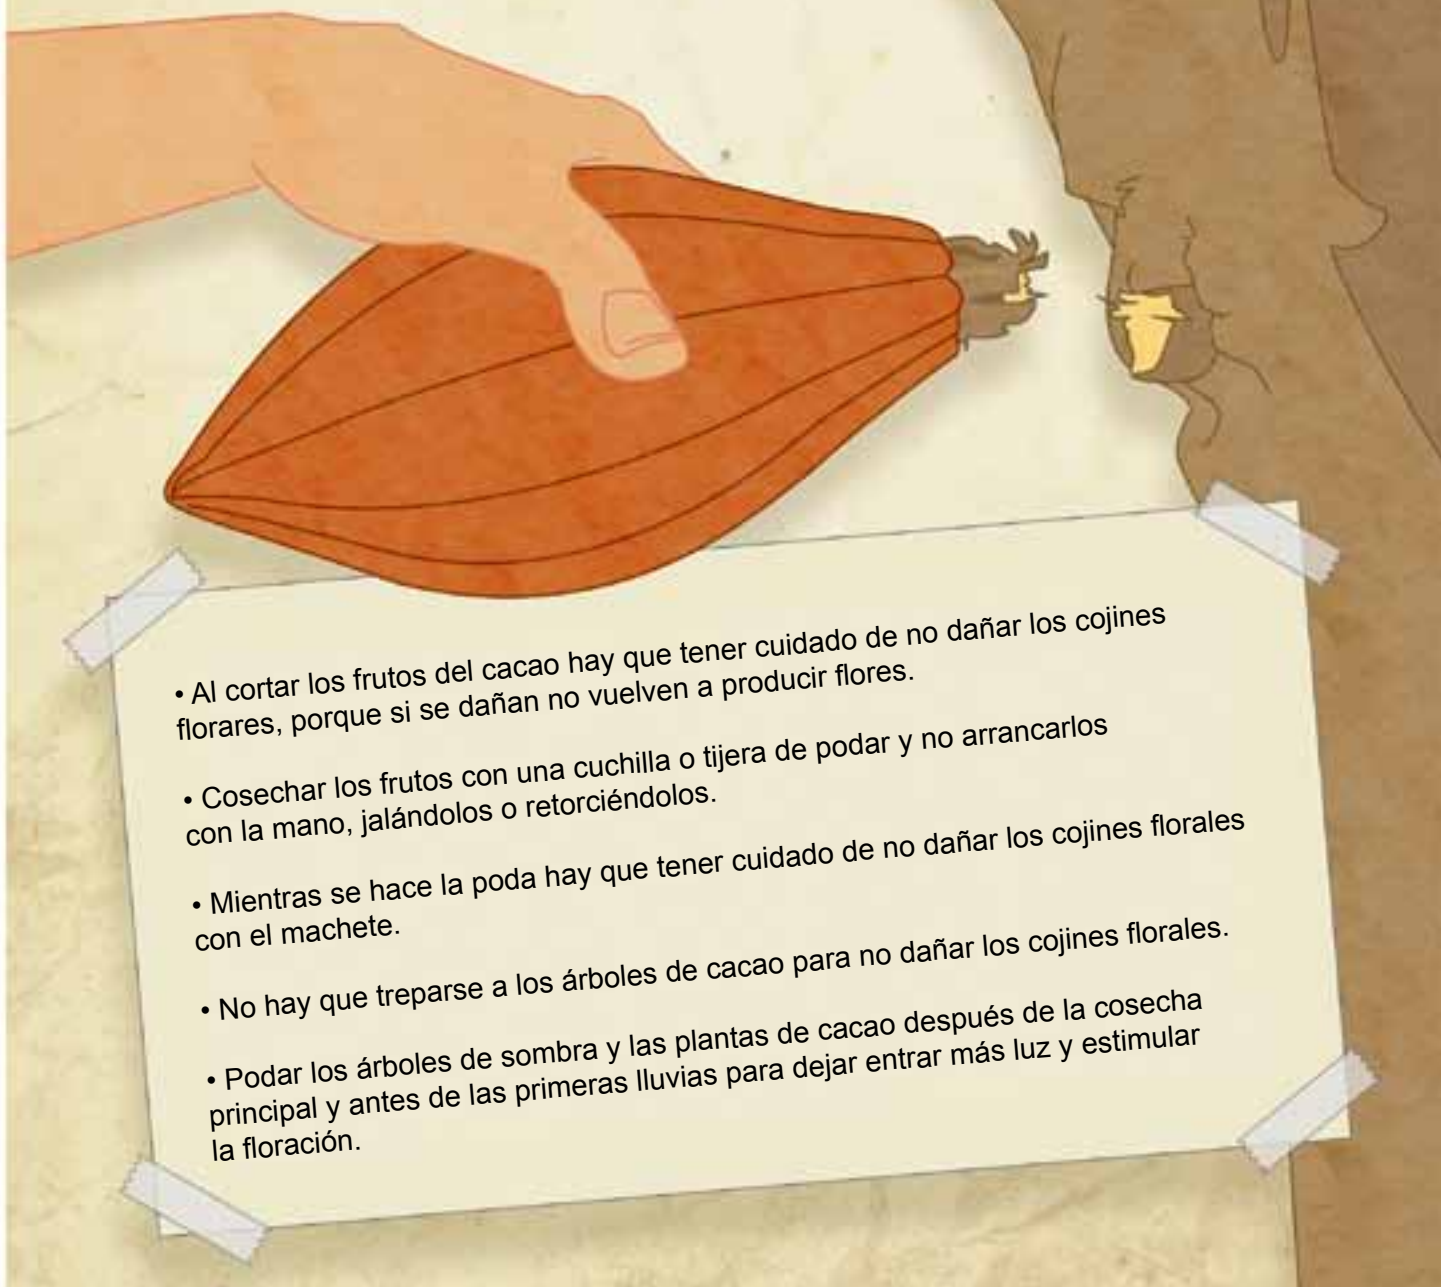 • Al cortar los frutos del cacao hay que tener cuidado de no dañar los cojines
florares, porque si se dañan no vuelven a producir flores.
• Cosechar los frutos con una cuchilla o tijera de podar y no arrancarlos
con la mano, jalándolos o retorciéndolos.
• Mientras se hace la poda hay que tener cuidado de no dañar los cojines florales
con el machete.
• No hay que treparse a los árboles de cacao para no dañar los cojines florales.
• Podar los árboles de sombra y las plantas de cacao después de la cosecha
principal y antes de las primeras lluvias para dejar entrar más luz y estimular
la floración.